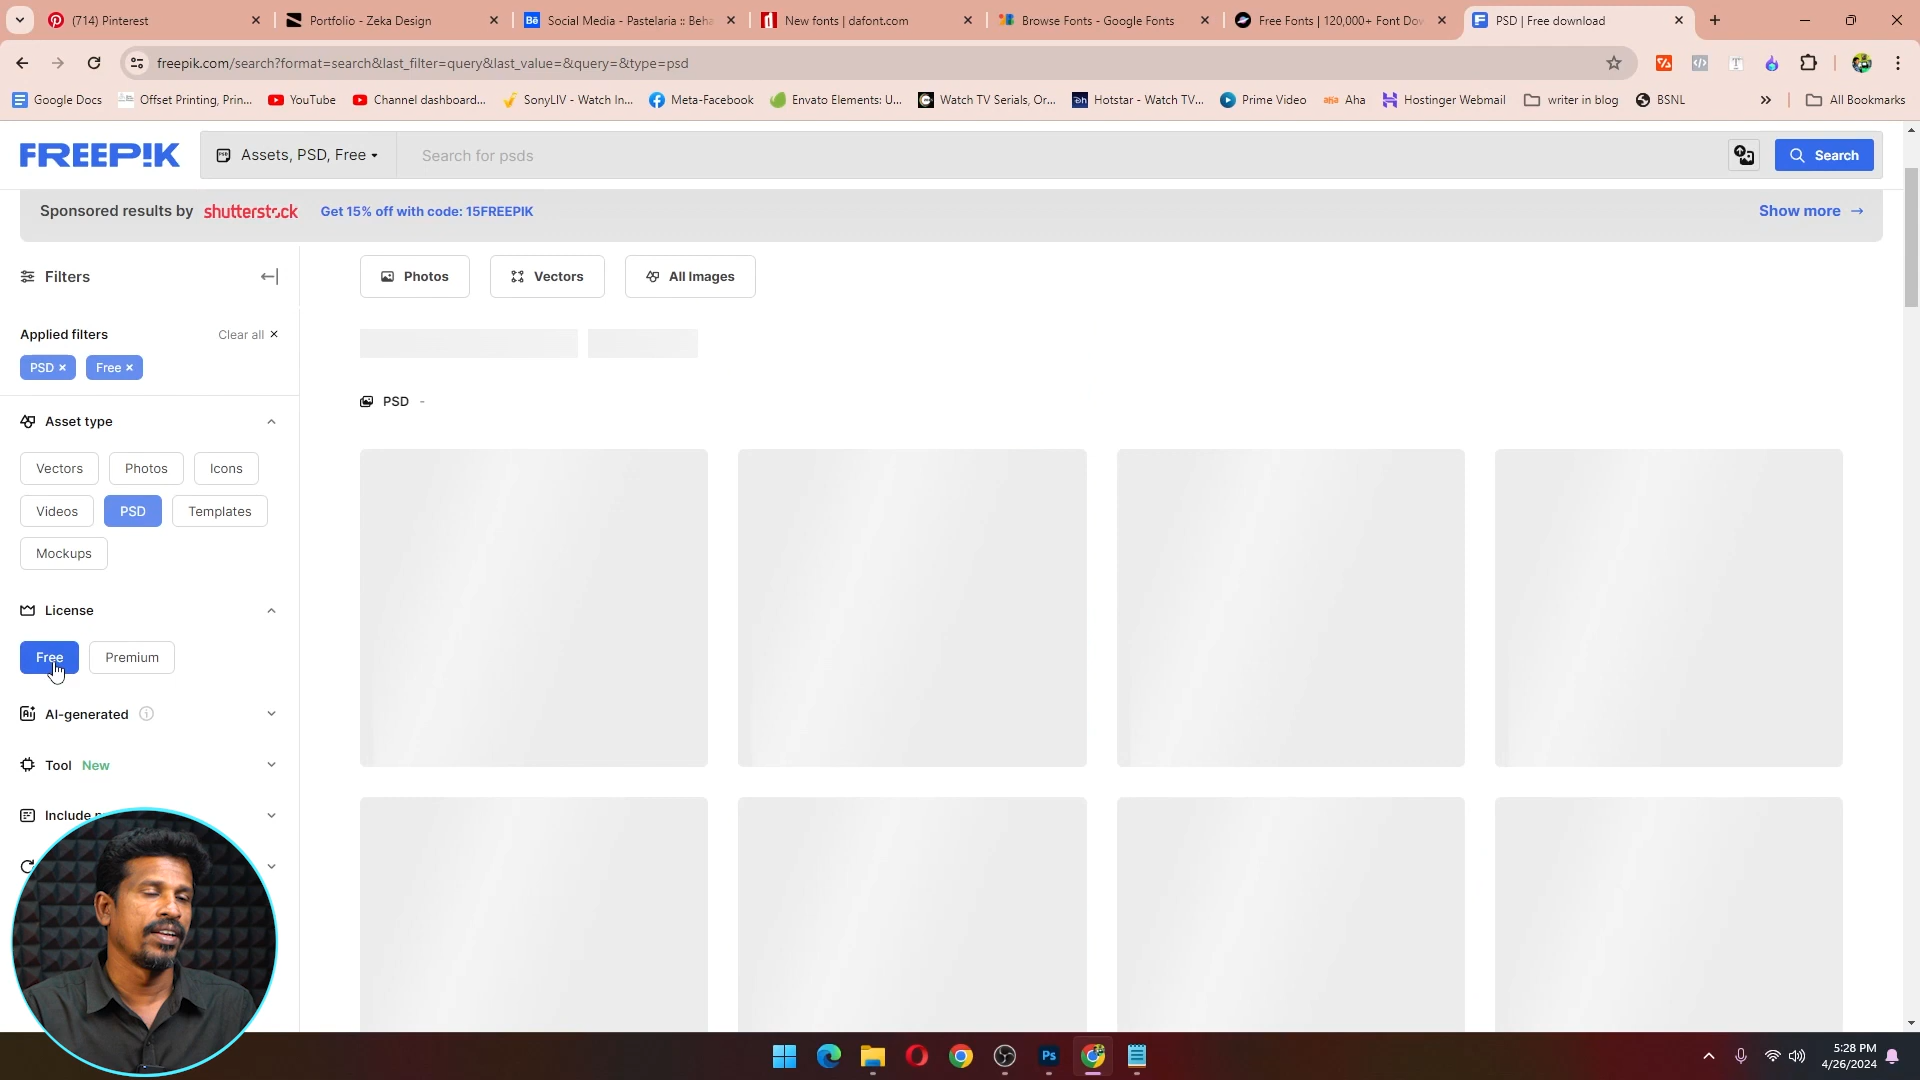 (714) Pinterest
Portfolio - Zeka Design
Social Media - Pastelaria :: Beha
New fonts | dafont.com
Browse Fonts - Google Fonts
Free Fonts | 120,000+ Font Dow
PSD | Free download
freepik.com/search?format=search&last_filter=query&last_value=&query=&type=psd
Google Docs
Offset Printing, Prin...
YouTube
Channel dashboard...
SonyLIV - Watch In...
Meta-Facebook
Envato Elements: U...
Watch TV Serials, Or...
Hotstar - Watch TV...
Prime Video
Aha
Hostinger Webmail
writer in blog
BSNL
All Bookmarks
FREEP!K
Assets, PSD, Free
Search for psds
Search
Sponsored results by shutterstock
Get 15% off with code: 15FREEPIK
Show more →
Filters
Photos
Vectors
All Images
Applied filters
Clear all ×
PSD ×
Free ×
PSD -
Asset type
Vectors
Photos
Icons
Videos
PSD
Templates
Mockups
License
Free
Premium
AI-generated
Tool New
Include
5:28 PM
4/26/2024